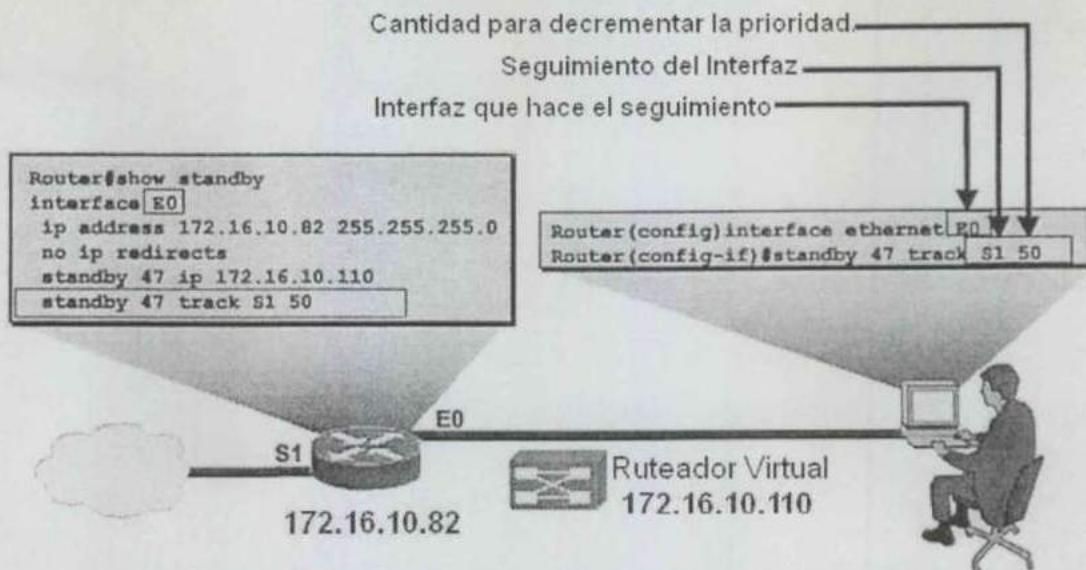 Cantidad para decrementar la prioridad.
Seguimiento del Interfaz
Interfaz que hace el seguimiento
Router#show standby
interface E0
ip address 172.16.10.82 255.255.255.0
no ip redirects
standby 47 ip 172.16.10.110
standby 47 track S1 50
Router(config)interface ethernet E0
Router(config-if)#standby 47 track S1 50
E0
S1
Ruteador Virtual
172.16.10.110
172.16.10.82